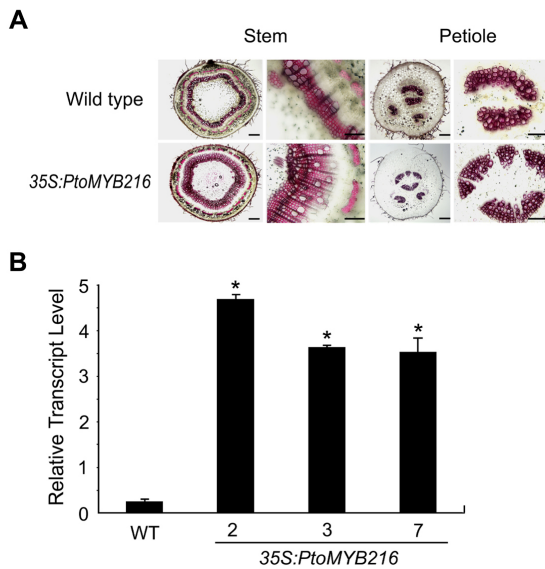 A
Stem Petiole
Wild type
35S:PtoMYB216
B
Relative Transcript Level
5
4
3
2
1
0
* * *
WT 2 3 7
35S:PtoMYB216